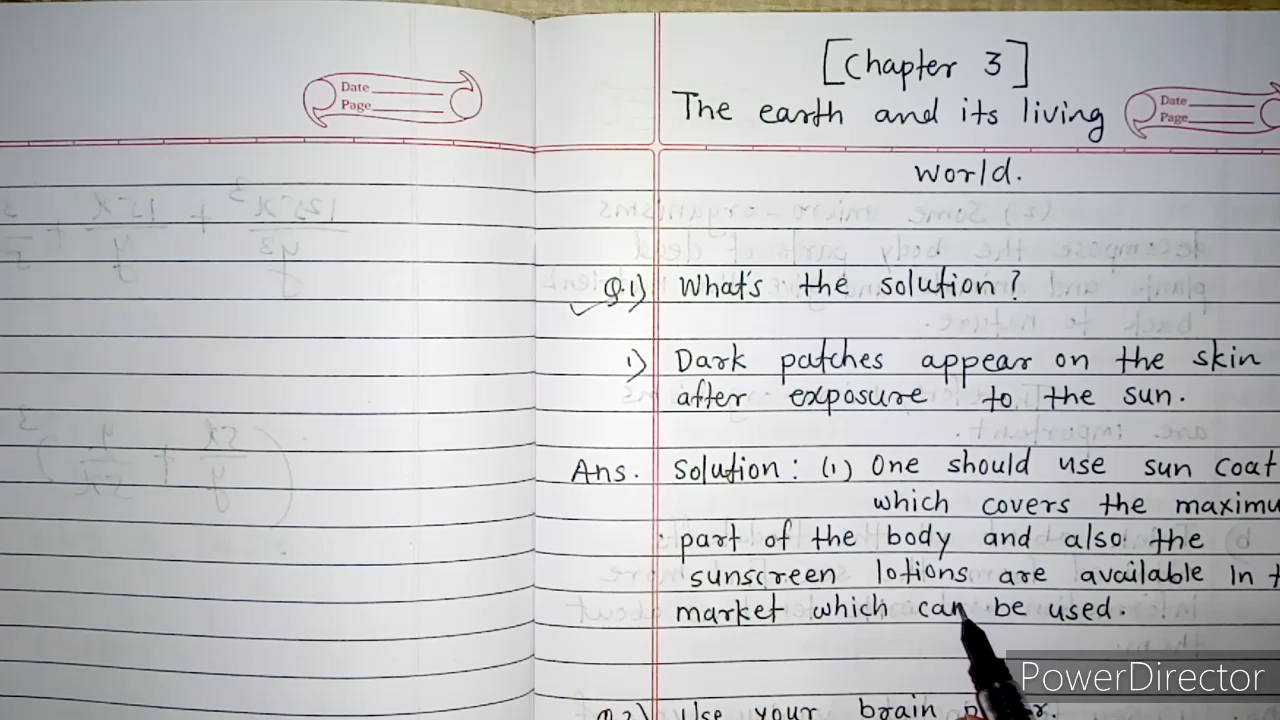 Date
Page
[Chapter 3]
The earth and its living
Date
Page
world.
Q.1) What's the solution?
1) Dark patches appear on the skin
after exposure to the sun.
Ans. Solution: (1) One should use sun coat
which covers the maximu
part of the body and also the
sunscreen lotions are available in t
market which can be used.
Use your brain
PowerDirector